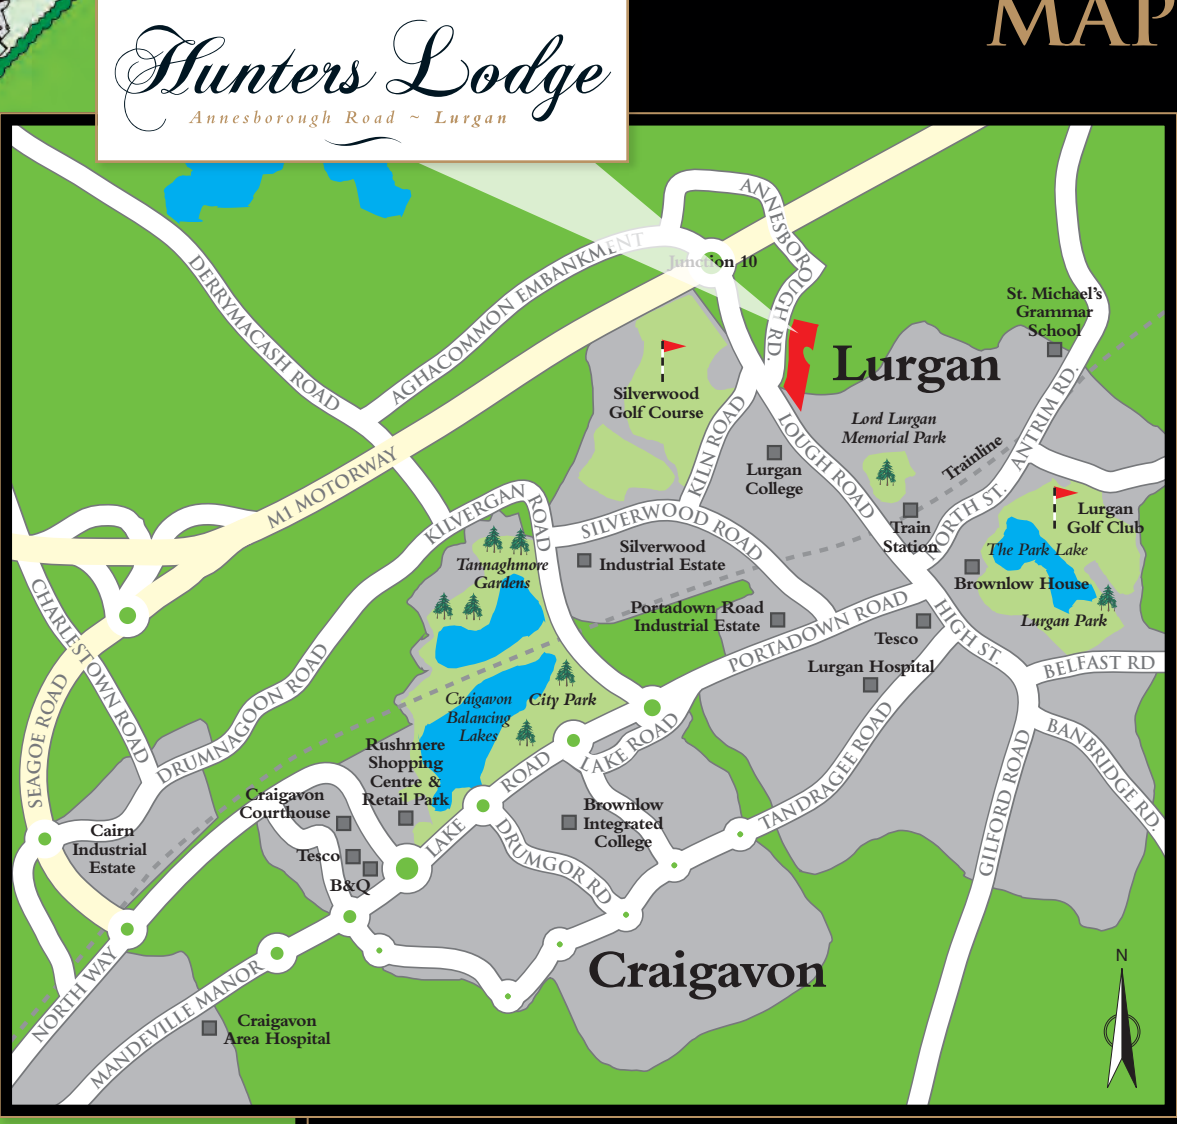 MAP
Hunters Lodge
Annesborough Road ~ Lurgan
ANNESBOROUGH RD.
AGHACOMMON EMBANKMENT
Junction 10
DERRYMACASH ROAD
St. Michael's
Grammar
School
Lurgan
Silverwood
Golf Course
Lord Lurgan
Memorial Park
ANTRIM RD.
KILN ROAD
LOUGH ROAD
Trainline
Lurgan
College
M1 MOTORWAY
KILVERGAN ROAD
SILVERWOOD ROAD
NORTH ST.
Train
Station
Lurgan
Golf Club
The Park Lake
Brownlow House
Lurgan Park
Silverwood
Industrial Estate
Tannaghmore
Gardens
Portadown Road
Industrial Estate
PORTADOWN ROAD
Tesco
HIGH ST.
Lurgan Hospital
BELFAST RD
CHARLESTOWN ROAD
SEAGOE ROAD
DRUMNAGOON ROAD
Craigavon
Balancing
Lakes
City Park
Rushmere
Shopping
Centre &
Retail Park
LAKE ROAD
LAKE ROAD
TANDRAGEE ROAD
GILFORD ROAD
BANBRIDGE RD.
Craigavon
Courthouse
Cairn
Industrial
Estate
Tesco
B&Q
Brownlow
Integrated
College
DRUMGOR RD
Craigavon
NORTH WAY
MANDEVILLE MANOR
Craigavon
Area Hospital
N